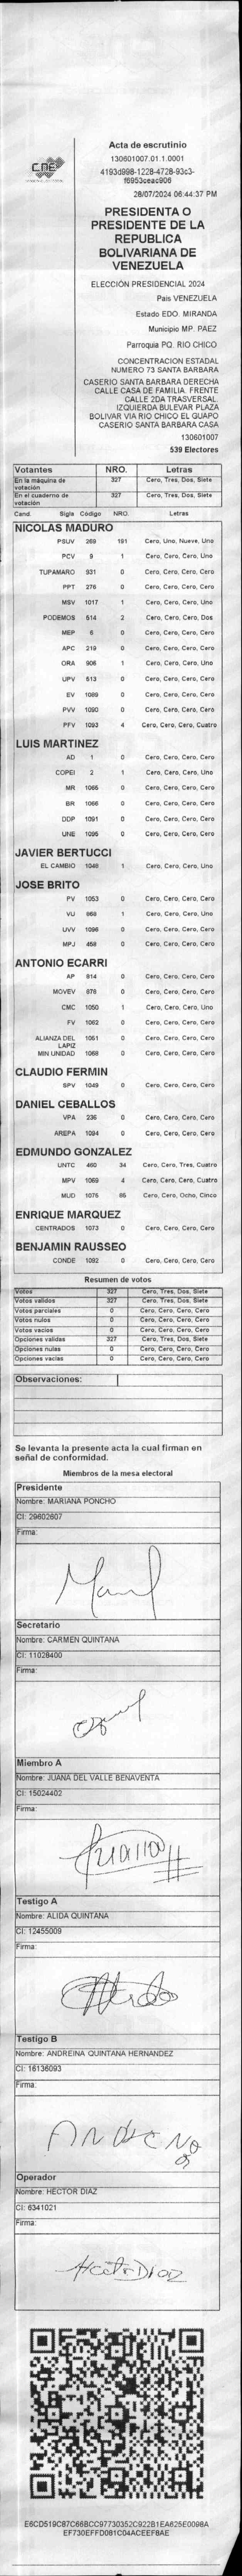 cne
Acta de escrutinio
130601007.01.1.0001
4193d998-1228-4728-93c3-
f6953ceac906
28/07/2024 06:44:37 PM
PRESIDENTA O
PRESIDENTE DE LA
REPUBLICA
BOLIVARIANA DE
VENEZUELA
ELECCIÓN PRESIDENCIAL 2024
Pais VENEZUELA
Estado EDO. MIRANDA
Municipio MP. PAEZ
Parroquia PQ. RIO CHICO
CONCENTRACION ESTADAL
NUMERO 73 SANTA BARBARA
CASERIO SANTA BARBARA DERECHA
CALLE CASA DE FAMILIA. FRENTE
CALLE 2DA TRASVERSAL.
IZQUIERDA BULEVAR PLAZA
BOLIVAR VIA RIO CHICO EL GUAPO
CASERIO SANTA BARBARA CASA
130601007
539 Electores
Votantes NRO. Letras
En la máquina de votación 327 Cero, Tres, Dos, Siete
En el cuaderno de votación 327 Cero, Tres, Dos, Siete
Cand. Sigla Código NRO. Letras
NICOLAS MADURO
PSUV 269 191 Cero, Uno, Nueve, Uno
PCV 9 1 Cero, Cero, Cero, Uno
TUPAMARO 931 0 Cero, Cero, Cero, Cero
PPT 276 0 Cero, Cero, Cero, Cero
MSV 1017 1 Cero, Cero, Cero, Uno
PODEMOS 514 2 Cero, Cero, Cero, Dos
MEP 6 0 Cero, Cero, Cero, Cero
APC 219 0 Cero, Cero, Cero, Cero
ORA 906 1 Cero, Cero, Cero, Uno
UPV 513 0 Cero, Cero, Cero, Cero
EV 1089 0 Cero, Cero, Cero, Cero
PVV 1090 0 Cero, Cero, Cero, Cero
PFV 1093 4 Cero, Cero, Cero, Cuatro
LUIS MARTINEZ
AD 1 0 Cero, Cero, Cero, Cero
COPEI 2 1 Cero, Cero, Cero, Uno
MR 1065 0 Cero, Cero, Cero, Cero
BR 1066 0 Cero, Cero, Cero, Cero
DDP 1091 0 Cero, Cero, Cero, Cero
UNE 1095 0 Cero, Cero, Cero, Cero
JAVIER BERTUCCI
EL CAMBIO 1048 1 Cero, Cero, Cero, Uno
JOSE BRITO
PV 1053 0 Cero, Cero, Cero, Cero
VU 868 1 Cero, Cero, Cero, Uno
UVV 1096 0 Cero, Cero, Cero, Cero
MPJ 458 0 Cero, Cero, Cero, Cero
ANTONIO ECARRI
AP 914 0 Cero, Cero, Cero, Cero
MOVEV 878 0 Cero, Cero, Cero, Cero
CMC 1050 1 Cero, Cero, Cero, Uno
FV 1062 0 Cero, Cero, Cero, Cero
ALIANZA DEL LAPIZ 1051 0 Cero, Cero, Cero, Cero
MIN UNIDAD 1068 0 Cero, Cero, Cero, Cero
CLAUDIO FERMIN
SPV 1049 0 Cero, Cero, Cero, Cero
DANIEL CEBALLOS
VPA 236 0 Cero, Cero, Cero, Cero
AREPA 1094 0 Cero, Cero, Cero, Cero
EDMUNDO GONZALEZ
UNTC 460 34 Cero, Cero, Tres, Cuatro
MPV 1069 4 Cero, Cero, Cero, Cuatro
MUD 1076 85 Cero, Cero, Ocho, Cinco
ENRIQUE MARQUEZ
CENTRADOS 1073 0 Cero, Cero, Cero, Cero
BENJAMIN RAUSSEO
CONDE 1092 0 Cero, Cero, Cero, Cero
Resumen de votos
Votos 327 Cero, Tres, Dos, Siete
Votos validos 327 Cero, Tres, Dos, Siete
Votos parciales 0 Cero, Cero, Cero, Cero
Votos nulos 0 Cero, Cero, Cero, Cero
Votos vacios 0 Cero, Cero, Cero, Cero
Opciones validas 327 Cero, Tres, Dos, Siete
Opciones nulas 0 Cero, Cero, Cero, Cero
Opciones vacias 0 Cero, Cero, Cero, Cero
Observaciones:
Se levanta la presente acta la cual firman en
señal de conformidad.
Miembros de la mesa electoral
Presidente
Nombre: MARIANA PONCHO
CI: 29602607
Firma:
Secretario
Nombre: CARMEN QUINTANA
CI: 11028400
Firma:
Miembro A
Nombre: JUANA DEL VALLE BENAVENTA
CI: 15024402
Firma:
Testigo A
Nombre: ALIDA QUINTANA
CI: 12455009
Firma:
Testigo B
Nombre: ANDREINA QUINTANA HERNANDEZ
CI: 16136093
Firma:
Operador
Nombre: HECTOR DIAZ
CI: 6341021
Firma:
Hector Diaz
E6CD519C87C66BCC97730352C922B1EA625E0098A
EF730EFFD081C04ACEEF8AE